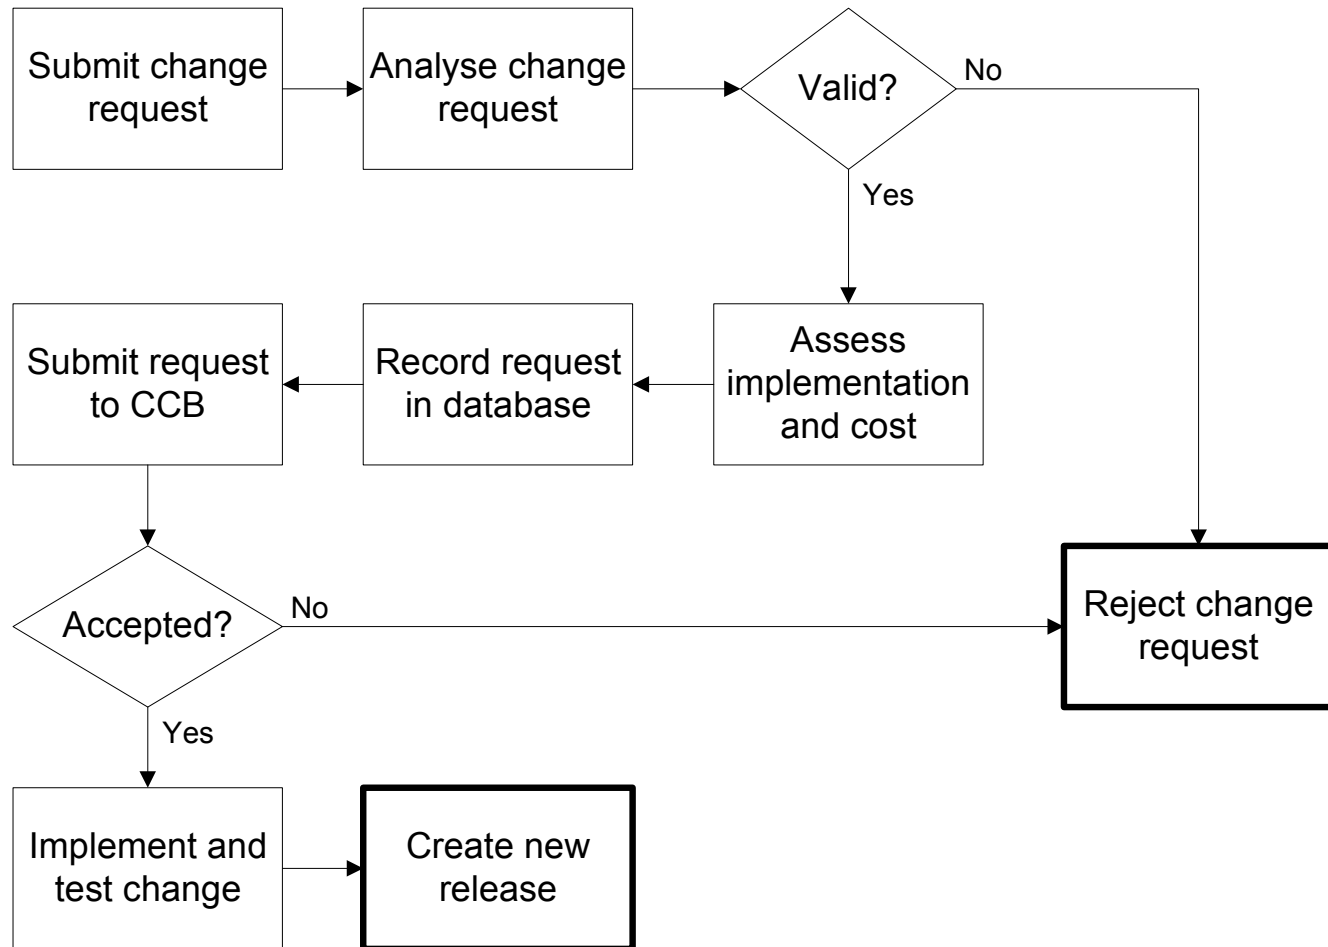 Submit change
request
Analyse change
request
Valid?
No
Yes
Submit request
to CCB
Record request
in database
Assess
implementation
and cost
Accepted?
No
Reject change
request
Yes
Implement and
test change
Create new
release